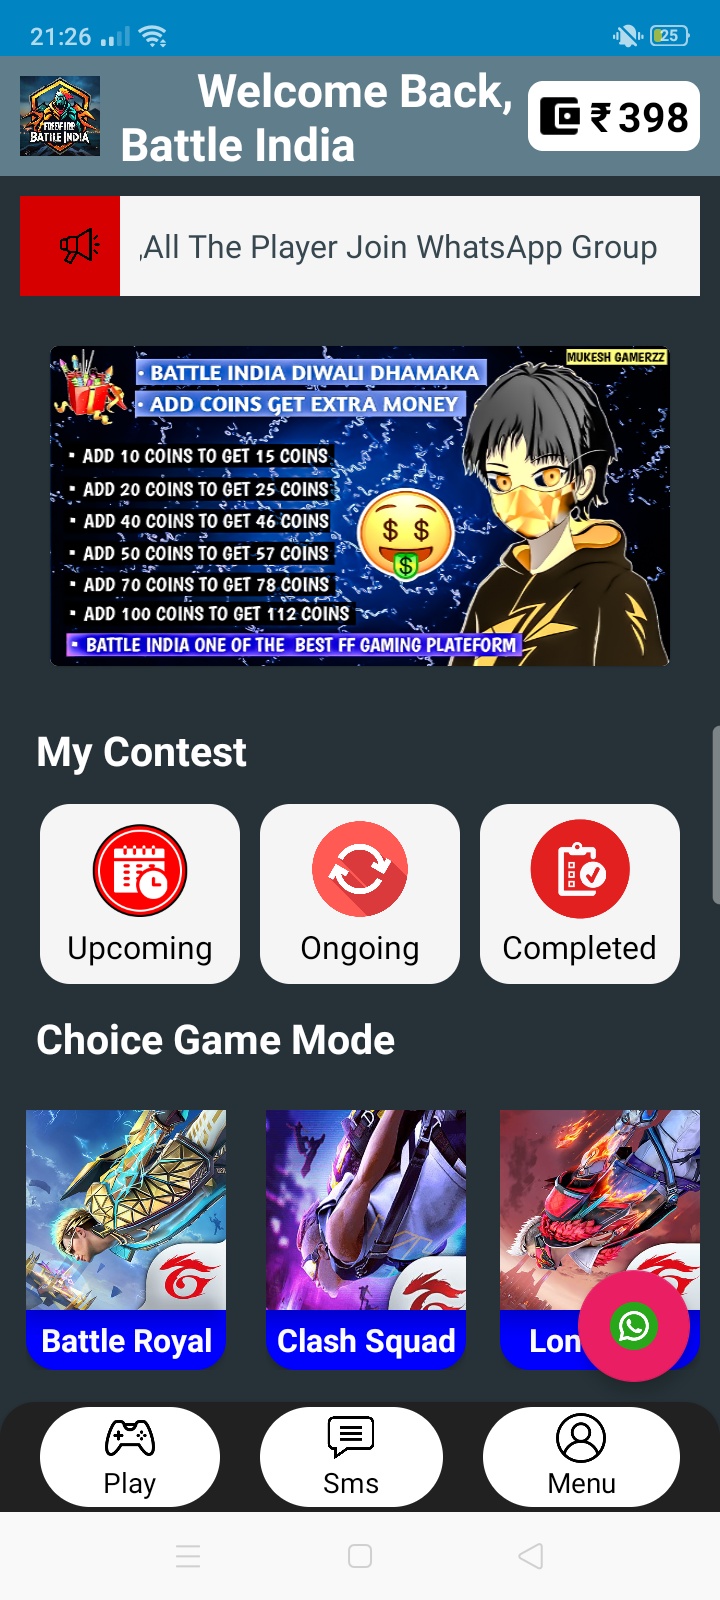 21:26
25
Welcome Back,
Battle India
₹ 398
FREEFIRE
BATTLE INDIA
,All The Player Join WhatsApp Group
MUKESH GAMERZZ
• BATTLE INDIA DIWALI DHAMAKA
• ADD COINS GET EXTRA MONEY
• ADD 10 COINS TO GET 15 COINS
• ADD 20 COINS TO GET 25 COINS
• ADD 40 COINS TO GET 46 COINS
• ADD 50 COINS TO GET 57 COINS
• ADD 70 COINS TO GET 78 COINS
• ADD 100 COINS TO GET 112 COINS
• BATTLE INDIA ONE OF THE BEST FF GAMING PLATEFORM
My Contest
Upcoming
Ongoing
Completed
Choice Game Mode
Battle Royal
Clash Squad
Lon
Play
Sms
Menu